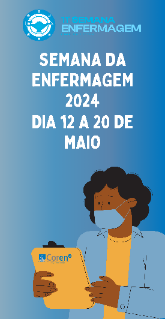 ENFERMAGEM
SEMANA DA
ENFERMAGEM
2024
DIA 12 A 20 DE
MAIO
Coren